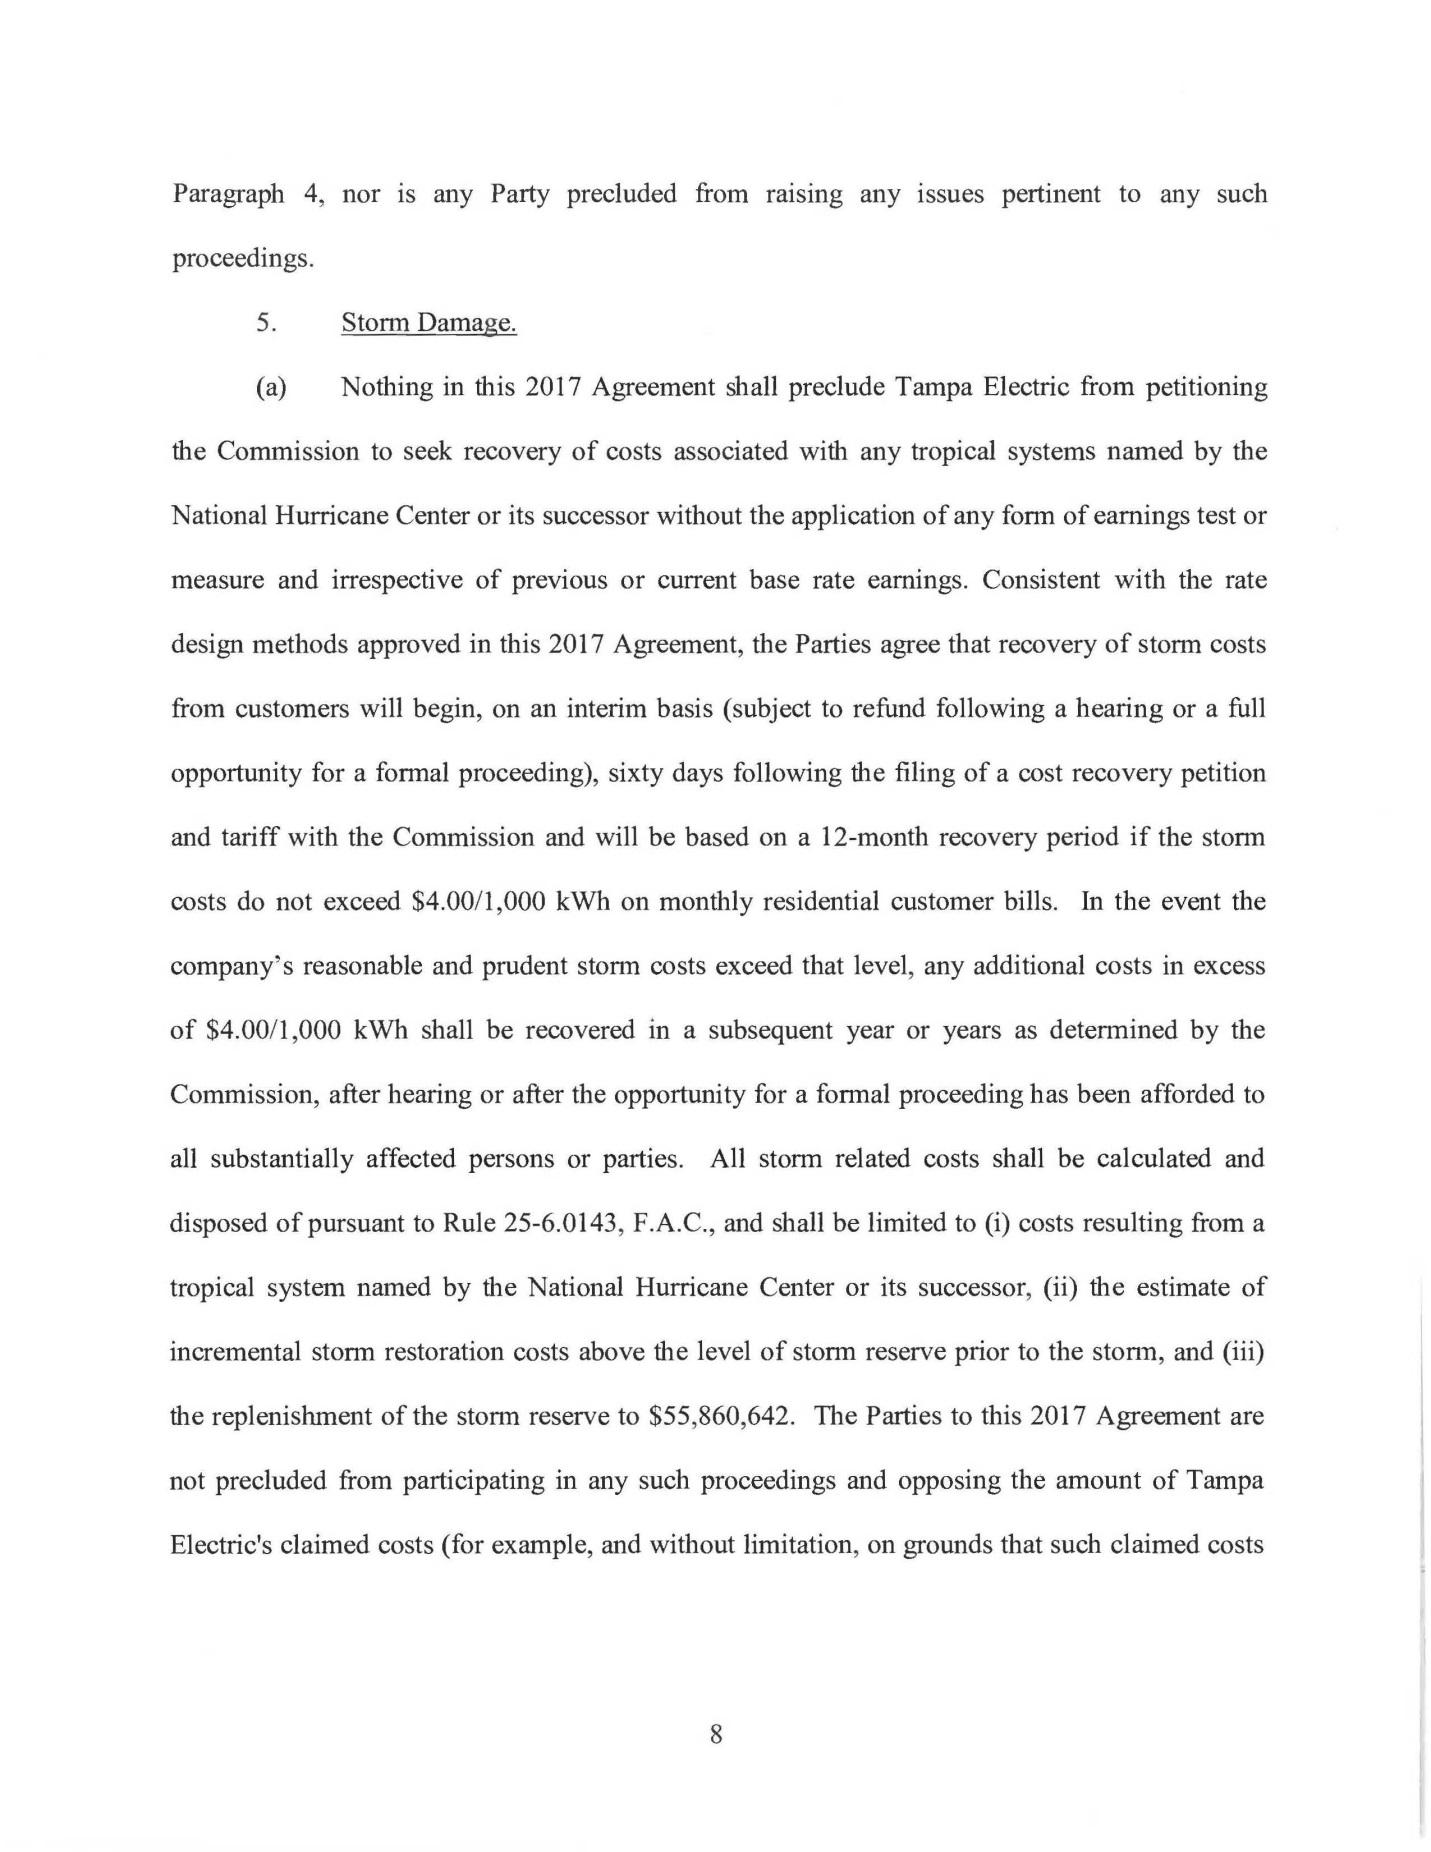 Paragraph 4, nor is any Party precluded from raising any issues pertinent to any such
proceedings.
5. Storm Damage.
(a) Nothing in this 2017 Agreement shall preclude Tampa Electric from petitioning
the Commission to seek recovery of costs associated with any tropical systems named by the
National Hurricane Center or its successor without the application of any form of earnings test or
measure and irrespective of previous or current base rate earnings. Consistent with the rate
design methods approved in this 2017 Agreement, the Parties agree that recovery of storm costs
from customers will begin, on an interim basis (subject to refund following a hearing or a full
opportunity for a formal proceeding), sixty days following the filing of a cost recovery petition
and tariff with the Commission and will be based on a 12-month recovery period if the storm
costs do not exceed $4.00/1,000 kWh on monthly residential customer bills. In the event the
company's reasonable and prudent storm costs exceed that level, any additional costs in excess
of $4.00/1,000 kWh shall be recovered in a subsequent year or years as determined by the
Commission, after hearing or after the opportunity for a formal proceeding has been afforded to
all substantially affected persons or parties. All storm related costs shall be calculated and
disposed of pursuant to Rule 25-6.0143, F.A.C., and shall be limited to (i) costs resulting from a
tropical system named by the National Hurricane Center or its successor, (ii) the estimate of
incremental storm restoration costs above the level of storm reserve prior to the storm, and (iii)
the replenishment of the storm reserve to $55,860,642. The Parties to this 2017 Agreement are
not precluded from participating in any such proceedings and opposing the amount of Tampa
Electric's claimed costs (for example, and without limitation, on grounds that such claimed costs
8